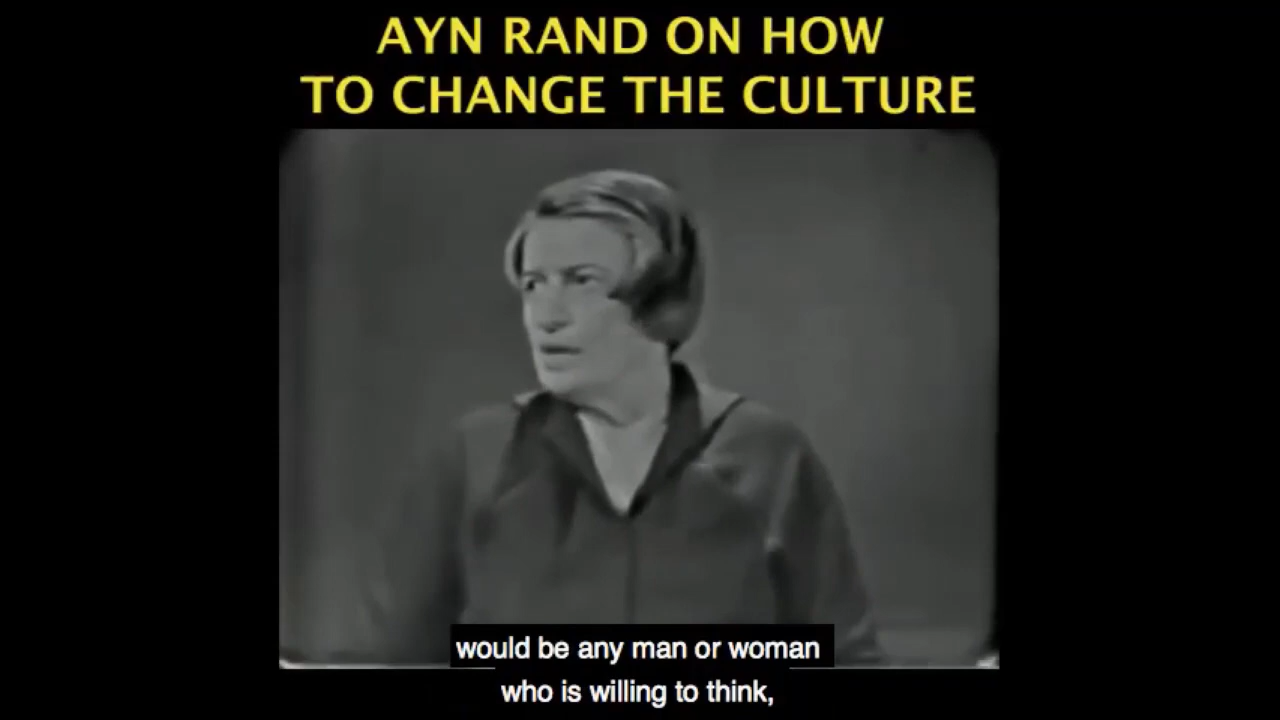 AYN RAND ON HOW
TO CHANGE THE CULTURE
would be any man or woman
who is willing to think,